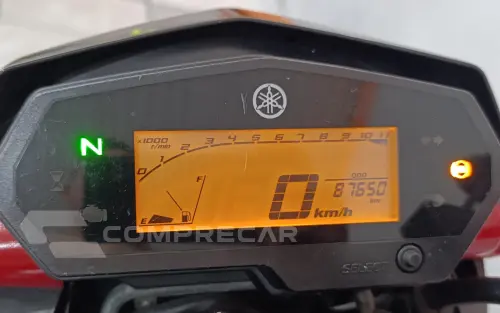 x1000 r/min
0 1 2 3 4 5 6 7 8 9 10 11
N
F
E
ODO
87650
km
0 km/h
COMPRECAR
SELECT